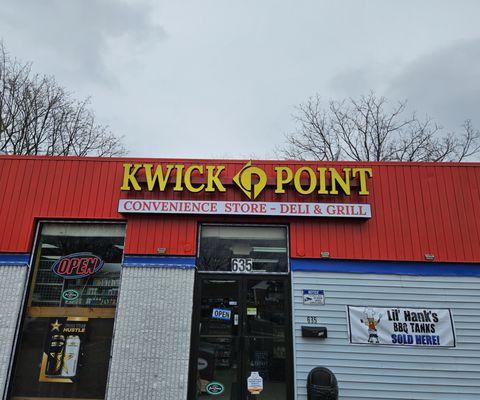 KWICK POINT
CONVENIENCE STORE - DELI & GRILL
635
OPEN
OPEN
HUSTLE
635
Lil' Hank's
BBQ TANKS
SOLD HERE!